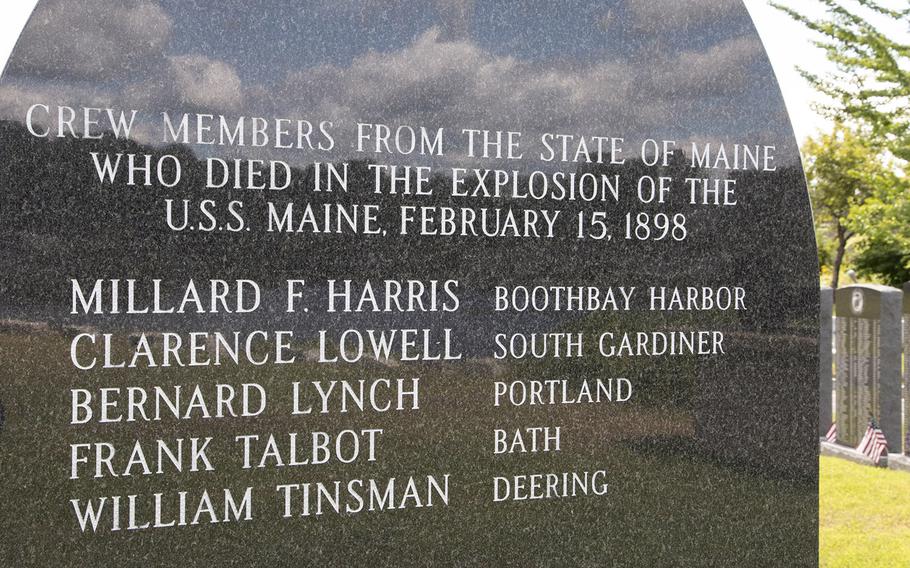 CREW MEMBERS FROM THE STATE OF MAINE
WHO DIED IN THE EXPLOSION OF THE
U.S.S. MAINE, FEBRUARY 15, 1898
MILLARD F. HARRIS BOOTHBAY HARBOR
CLARENCE LOWELL SOUTH GARDINER
BERNARD LYNCH PORTLAND
FRANK TALBOT BATH
WILLIAM TINSMAN DEERING